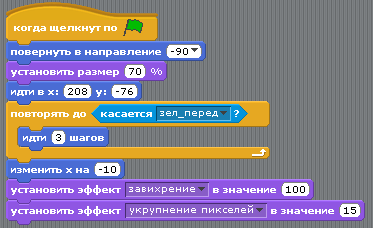 когда щелкнут по
повернуть в направление -90
установить размер 70 %
идти в x: 208 y: -76
повторять до касается зел_перед ?
идти 3 шагов
изменить х на -10
установить эффект завихрение в значение 100
установить эффект укрупнение пикселей в значение 15